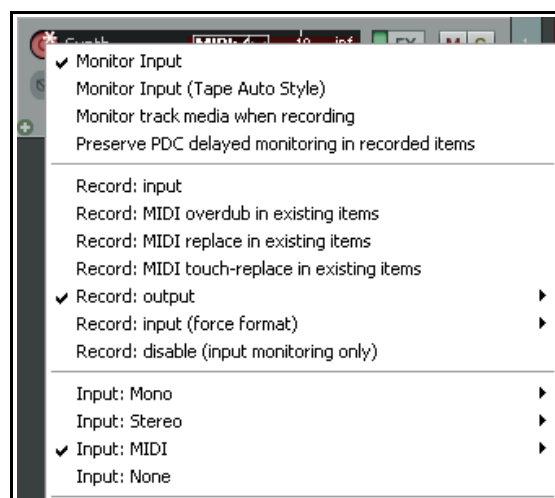 Synth
FX M
Monitor Input
Monitor Input (Tape Auto Style)
Monitor track media when recording
Preserve PDC delayed monitoring in recorded items
Record: input
Record: MIDI overdub in existing items
Record: MIDI replace in existing items
Record: MIDI touch-replace in existing items
Record: output
Record: input (force format)
Record: disable (input monitoring only)
Input: Mono
Input: Stereo
Input: MIDI
Input: None